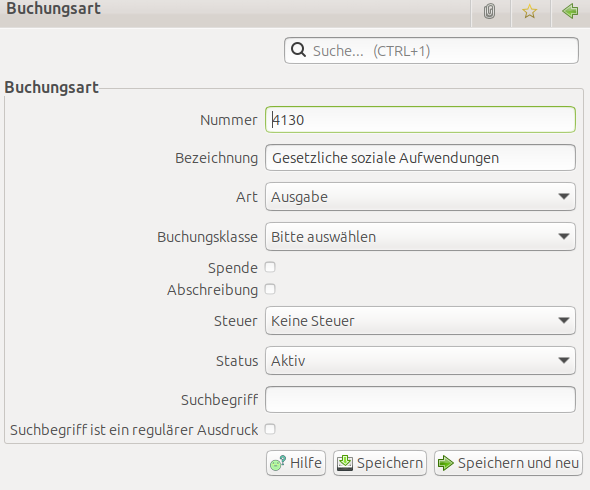 Buchungsart
Suche... (CTRL+1)
Buchungsart
Nummer 4130
Bezeichnung Gesetzliche soziale Aufwendungen
Art Ausgabe
Buchungsklasse Bitte auswählen
Spende
Abschreibung
Steuer Keine Steuer
Status Aktiv
Suchbegriff
Suchbegriff ist ein regulärer Ausdruck
Hilfe Speichern Speichern und neu